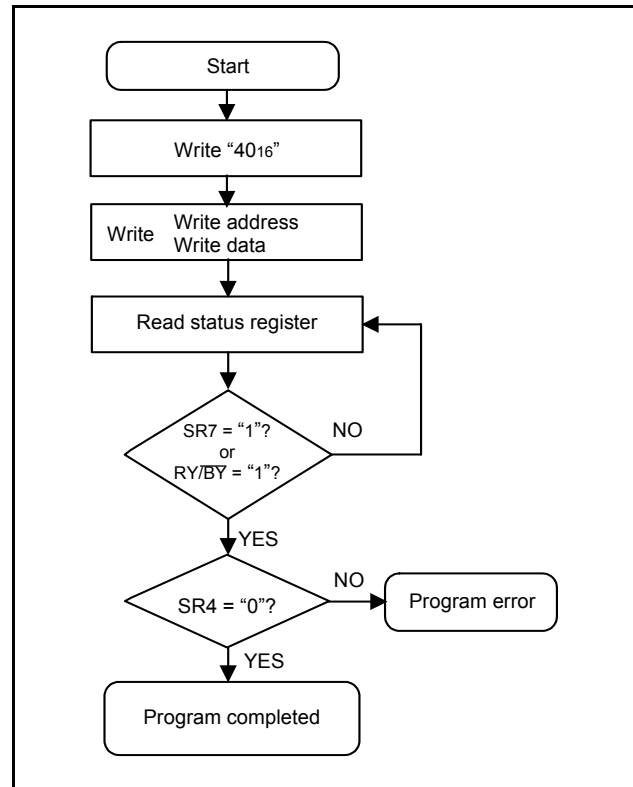 Start
Write “4016”
Write Write address
Write data
Read status register
SR7 = “1”?
or
RY/BY = “1”?
NO
YES
SR4 = “0”?
NO
Program error
YES
Program completed